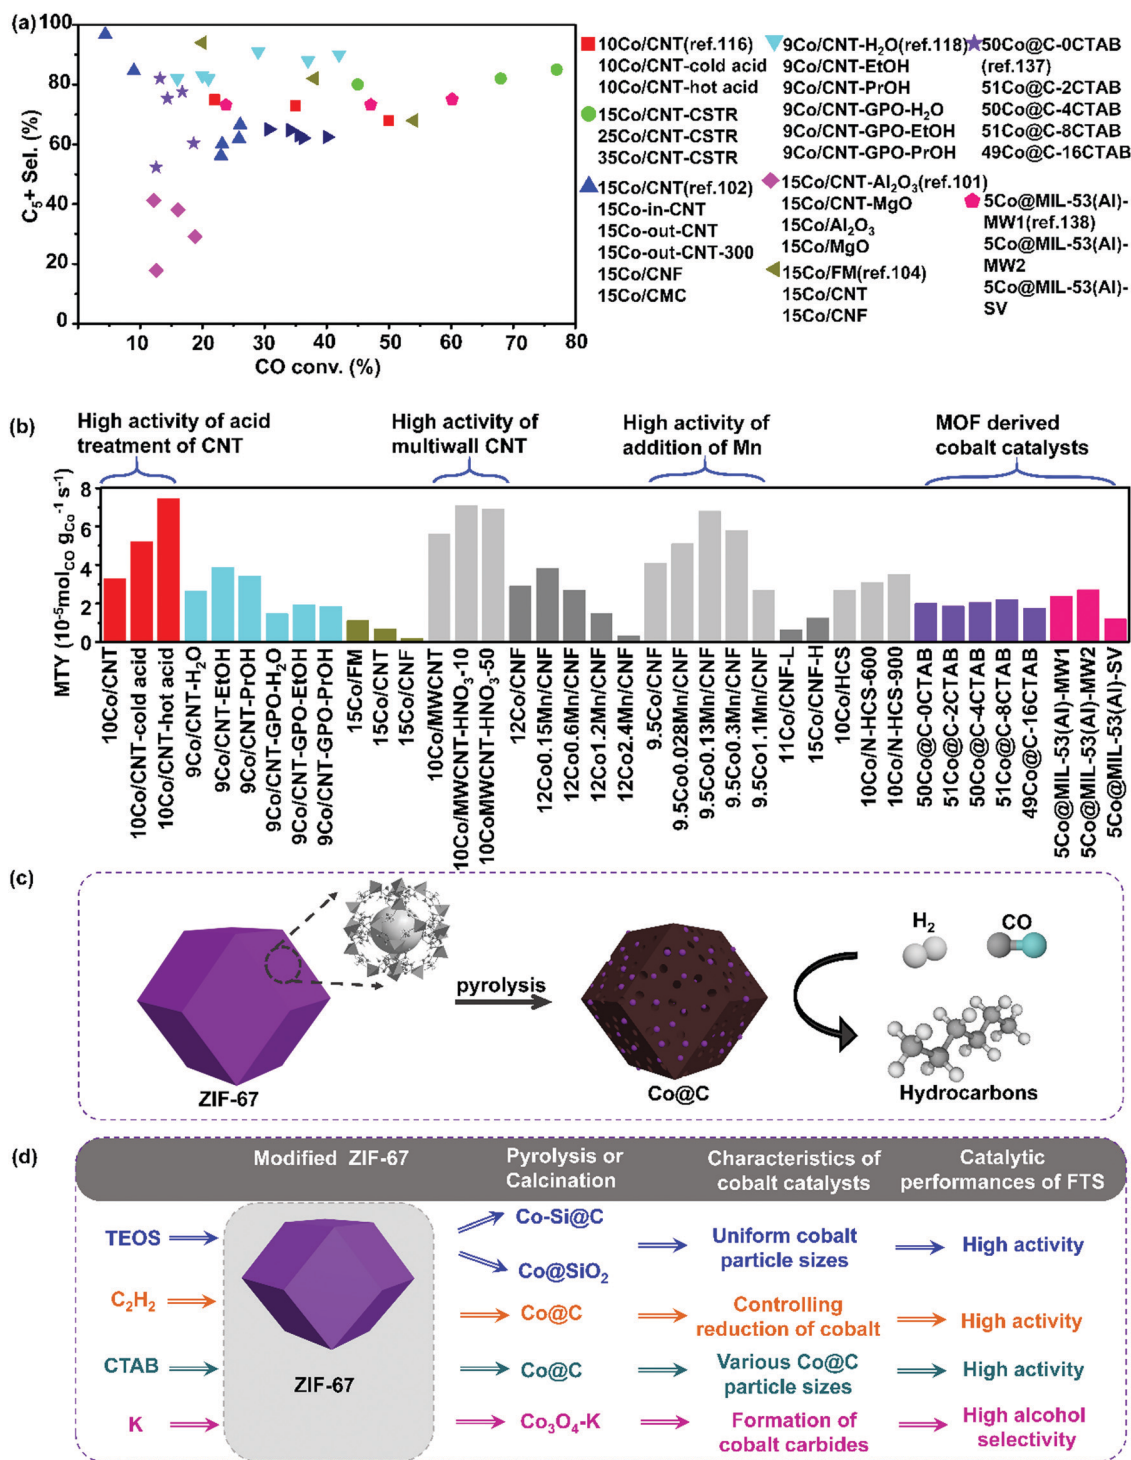 (a)
100
80
60
40
20
0
C5+ Sel. (%)
10 20 30 40 50 60 70 80
CO conv. (%)
10Co/CNT(ref.116)
10Co/CNT-cold acid
10Co/CNT-hot acid
15Co/CNT-CSTR
25Co/CNT-CSTR
35Co/CNT-CSTR
15Co/CNT(ref.102)
15Co-in-CNT
15Co-out-CNT
15Co-out-CNT-300
15Co/CNF
15Co/CMC
9Co/CNT-H2O(ref.118)
9Co/CNT-EtOH
9Co/CNT-PrOH
9Co/CNT-GPO-H2O
9Co/CNT-GPO-EtOH
9Co/CNT-GPO-PrOH
15Co/CNT-Al2O3(ref.101)
15Co/CNT-MgO
15Co/Al2O3
15Co/MgO
15Co/FM(ref.104)
15Co/CNT
15Co/CNF
50Co@C-0CTAB
(ref.137)
51Co@C-2CTAB
50Co@C-4CTAB
51Co@C-8CTAB
49Co@C-16CTAB
5Co@MIL-53(Al)-
MW1(ref.138)
5Co@MIL-53(Al)-
MW2
5Co@MIL-53(Al)-
SV
(b)
High activity of acid
treatment of CNT
High activity of
multiwall CNT
High activity of
addition of Mn
MOF derived
cobalt catalysts
8
6
4
2
0
MTY (10-5molCO gCo-1 s-1)
10Co/CNT
10Co/CNT-cold acid
10Co/CNT-hot acid
9Co/CNT-H2O
9Co/CNT-EtOH
9Co/CNT-PrOH
9Co/CNT-GPO-H2O
9Co/CNT-GPO-EtOH
9Co/CNT-GPO-PrOH
15Co/FM
15Co/CNT
15Co/CNF
10Co/MWCNT
10Co/MWCNT-HNO3-10
10CoMWCNT-HNO3-50
12Co/CNF
12Co0.15Mn/CNF
12Co0.6Mn/CNF
12Co1.2Mn/CNF
12Co2.4Mn/CNF
9.5Co/CNF
9.5Co0.028Mn/CNF
9.5Co0.13Mn/CNF
9.5Co0.3Mn/CNF
9.5Co1.1Mn/CNF
11Co/CNF-L
15Co/CNF-H
10Co/HCS
10Co/N-HCS-600
10Co/N-HCS-900
50Co@C-0CTAB
51Co@C-2CTAB
50Co@C-4CTAB
51Co@C-8CTAB
49Co@C-16CTAB
5Co@MIL-53(Al)-MW1
5Co@MIL-53(Al)-MW2
5Co@MIL-53(Al)-SV
(c)
ZIF-67
pyrolysis
Co@C
H2 CO
Hydrocarbons
(d)
Modified ZIF-67
Pyrolysis or
Calcination
Characteristics of
cobalt catalysts
Catalytic
performances of FTS
TEOS
Co-Si@C
Co@SiO2
Uniform cobalt
particle sizes
High activity
C2H2
Co@C
Controlling
reduction of cobalt
High activity
CTAB
ZIF-67
Co@C
Various Co@C
particle sizes
High activity
K
Co3O4-K
Formation of
cobalt carbides
High alcohol
selectivity